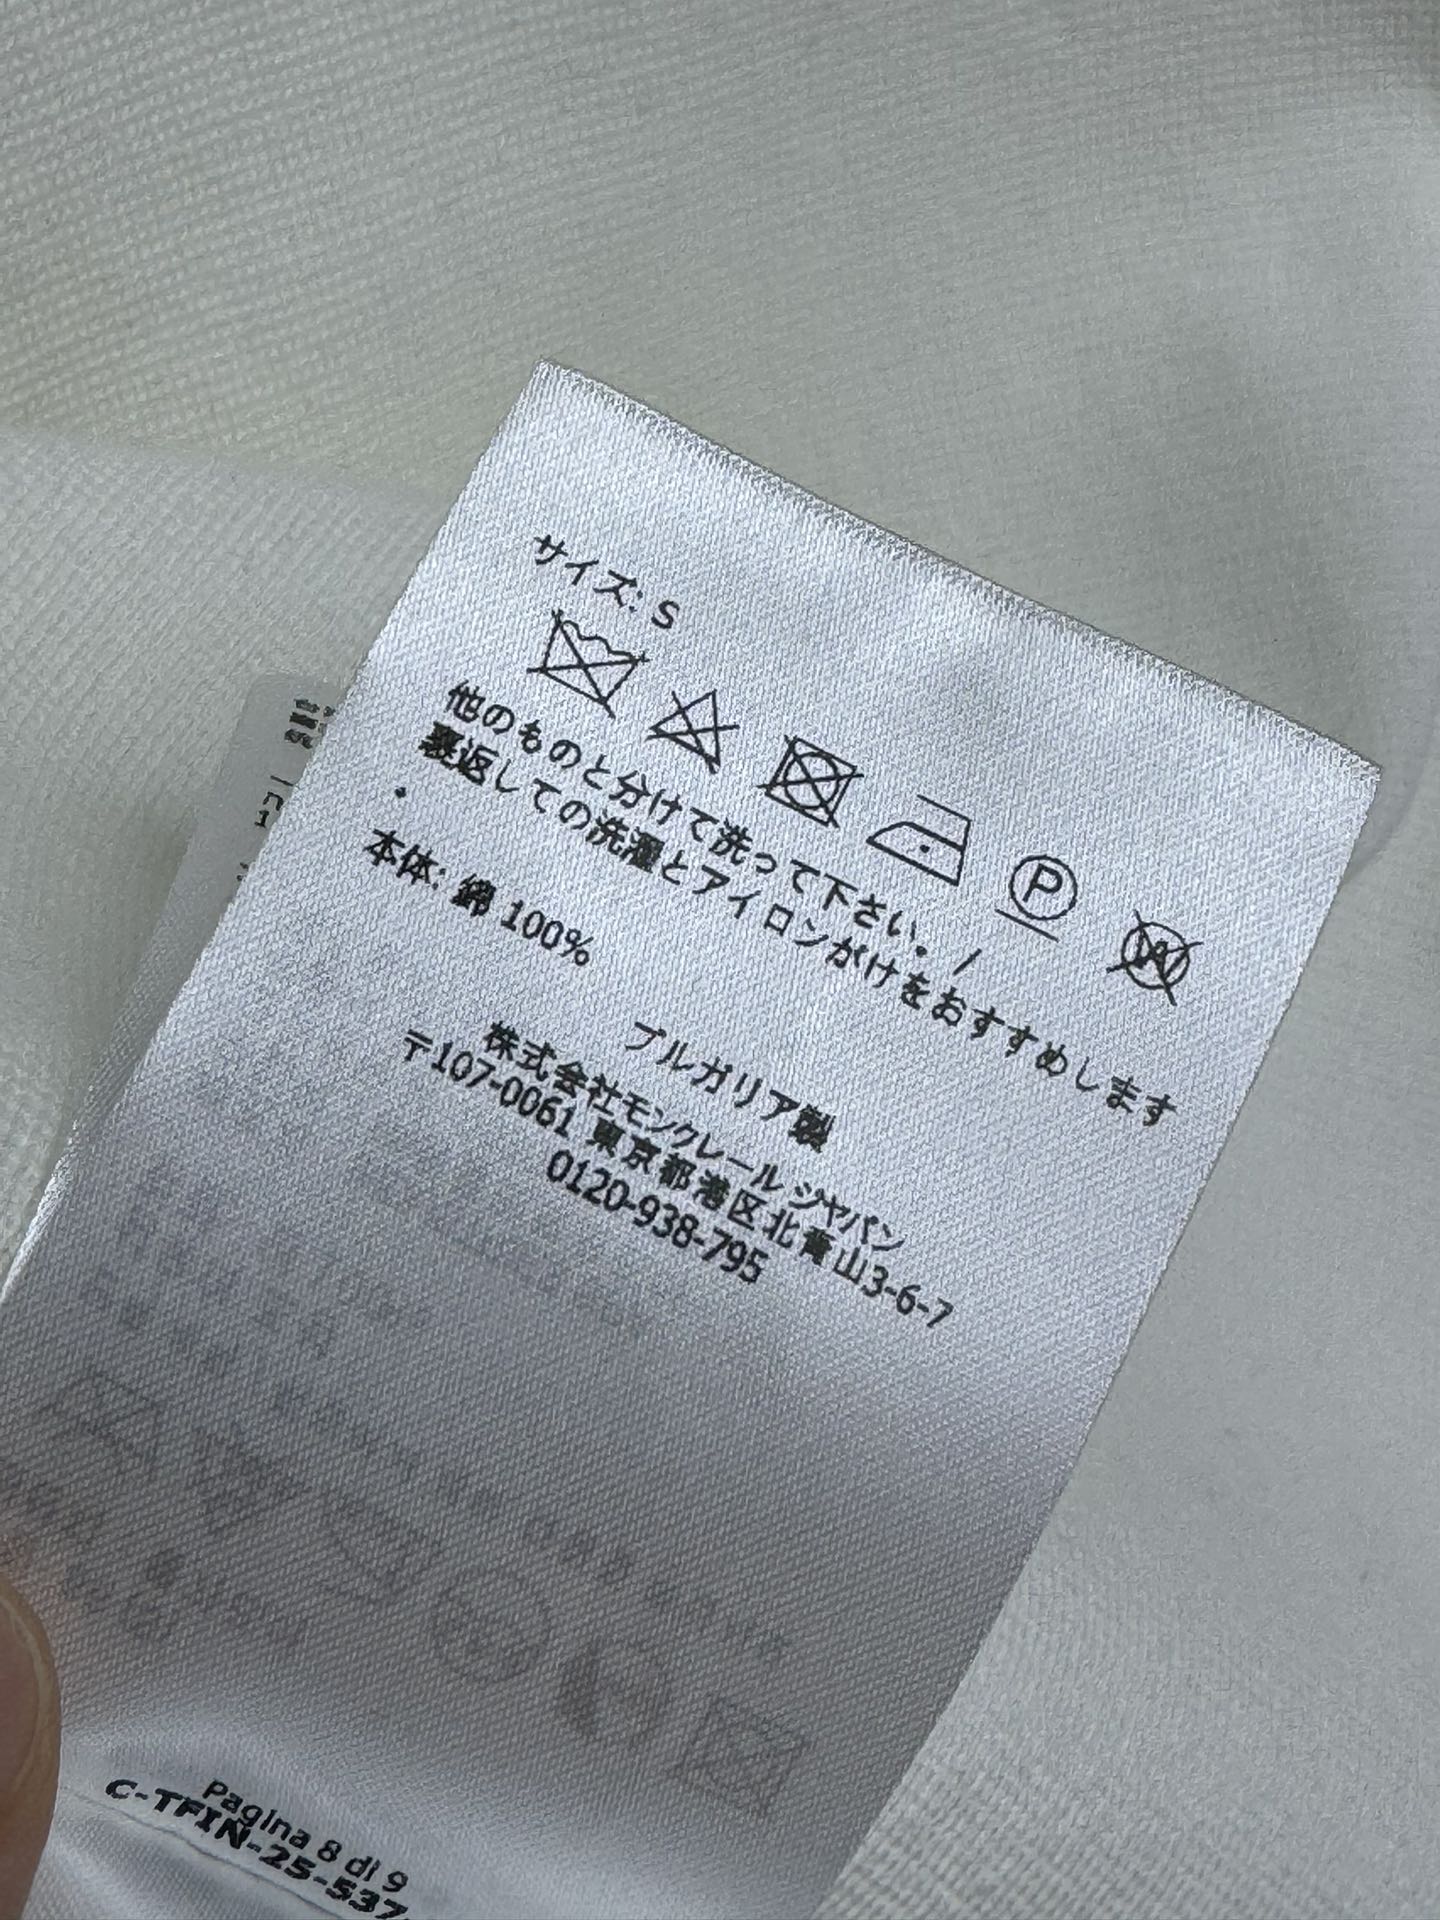 サイズ: S
P
W
他のものと分けて洗って下さい。 /
裏返しての洗濯とアイロンがけをおすすめします
.
本体: 綿 100%
ブルガリア製
株式会社モンクレール ジャパン
〒107-0061 東京都港区北青山3-6-7
0120-938-795
Pagina 8 di 9
C-TFIN-25-537